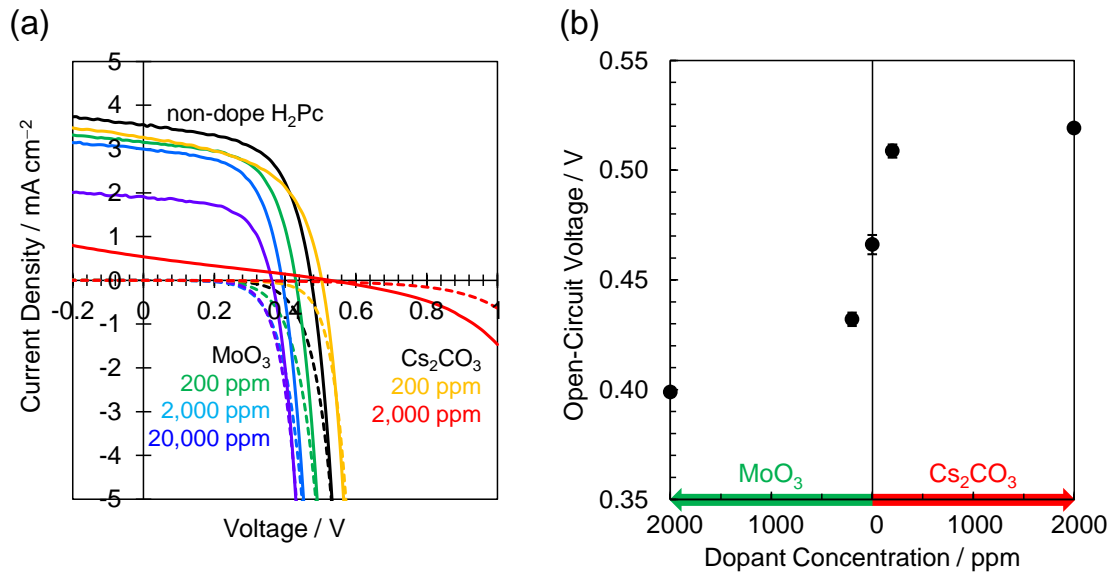 (a)
5
4
3
2
1
0
-1
-2
-3
-4
-5
-0.2
0
0.2
0.4
0.6
0.8
1
non-dope H₂Pc
MoO₃
200 ppm
2,000 ppm
20,000 ppm
Cs₂CO₃
200 ppm
2,000 ppm
Current Density / mA cm⁻²
Voltage / V
(b)
0.55
0.50
0.45
0.40
0.35
Open-Circuit Voltage / V
MoO₃
Cs₂CO₃
2000
1000
0
1000
2000
Dopant Concentration / ppm